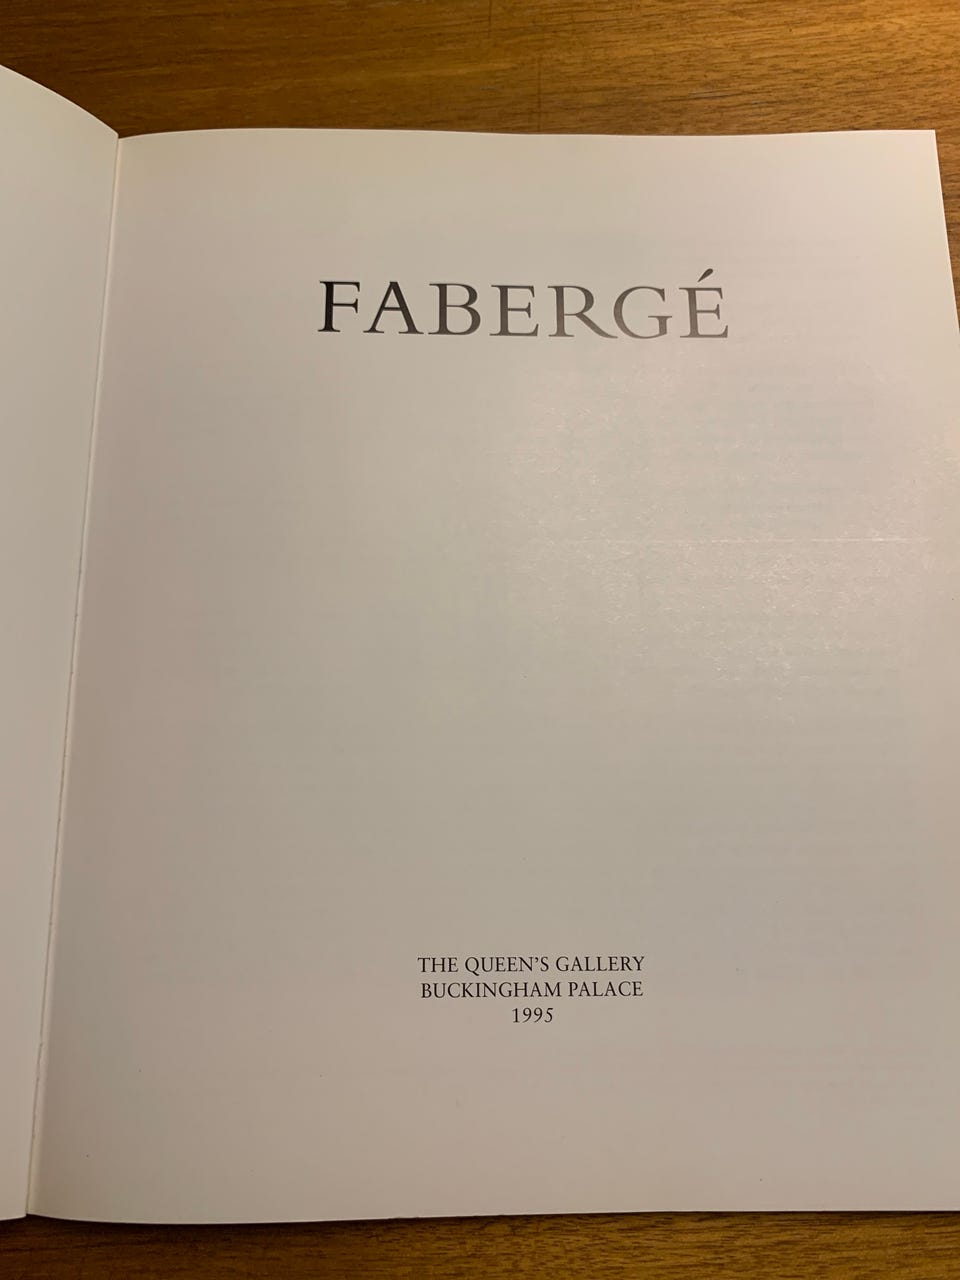 FABERGÉ
THE QUEEN'S GALLERY
BUCKINGHAM PALACE
1995